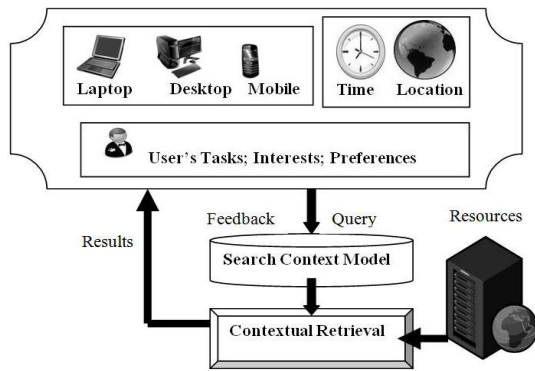 Laptop Desktop Mobile
Time Location
User's Tasks; Interests; Preferences
Feedback Query
Resources
Results
Search Context Model
Contextual Retrieval